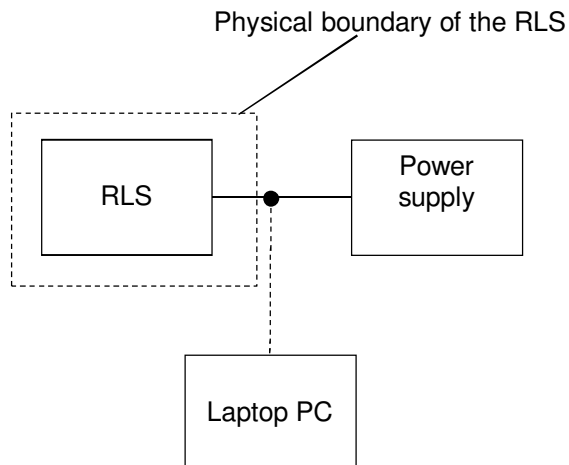 Physical boundary of the RLS
RLS
Power
supply
Laptop PC